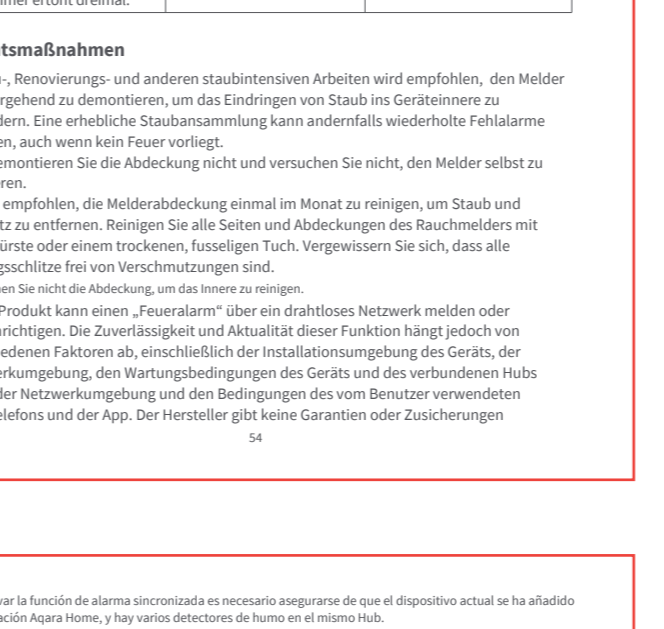 ertönt dreimal.
tsmaßnahmen
-, Renovierungs- und anderen staubintensiven Arbeiten wird empfohlen, den Melder
rgehend zu demontieren, um das Eindringen von Staub ins Geräteinnere zu
dern. Eine erhebliche Staubansammlung kann andernfalls wiederholte Fehlalarme
en, auch wenn kein Feuer vorliegt.
emontieren Sie die Abdeckung nicht und versuchen Sie nicht, den Melder selbst zu
ren.
empfohlen, die Melderabdeckung einmal im Monat zu reinigen, um Staub und
tz zu entfernen. Reinigen Sie alle Seiten und Abdeckungen des Rauchmelders mit
ürste oder einem trockenen, fusseligen Tuch. Vergewissern Sie sich, dass alle
gsschlitze frei von Verschmutzungen sind.
en Sie nicht die Abdeckung, um das Innere zu reinigen.
Produkt kann einen „Feueralarm“ über ein drahtloses Netzwerk melden oder
richtigen. Die Zuverlässigkeit und Aktualität dieser Funktion hängt jedoch von
edenen Faktoren ab, einschließlich der Installationsumgebung des Geräts, der
erkumgebung, den Wartungsbedingungen des Geräts und des verbundenen Hubs
der Netzwerkumgebung und den Bedingungen des vom Benutzer verwendeten
elefons und der App. Der Hersteller gibt keine Garantien oder Zusicherungen
54
var la función de alarma sincronizada es necesario asegurarse de que el dispositivo actual se ha añadido
ación Aqara Home, y hay varios detectores de humo en el mismo Hub.